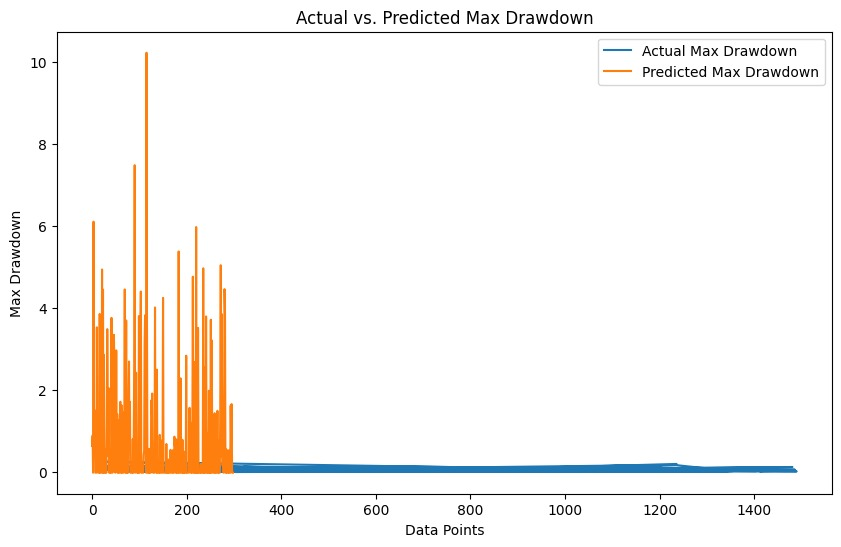 Actual vs. Predicted Max Drawdown
Actual Max Drawdown
Predicted Max Drawdown
Max Drawdown
10
8
6
4
2
0
0 200 400 600 800 1000 1200 1400
Data Points